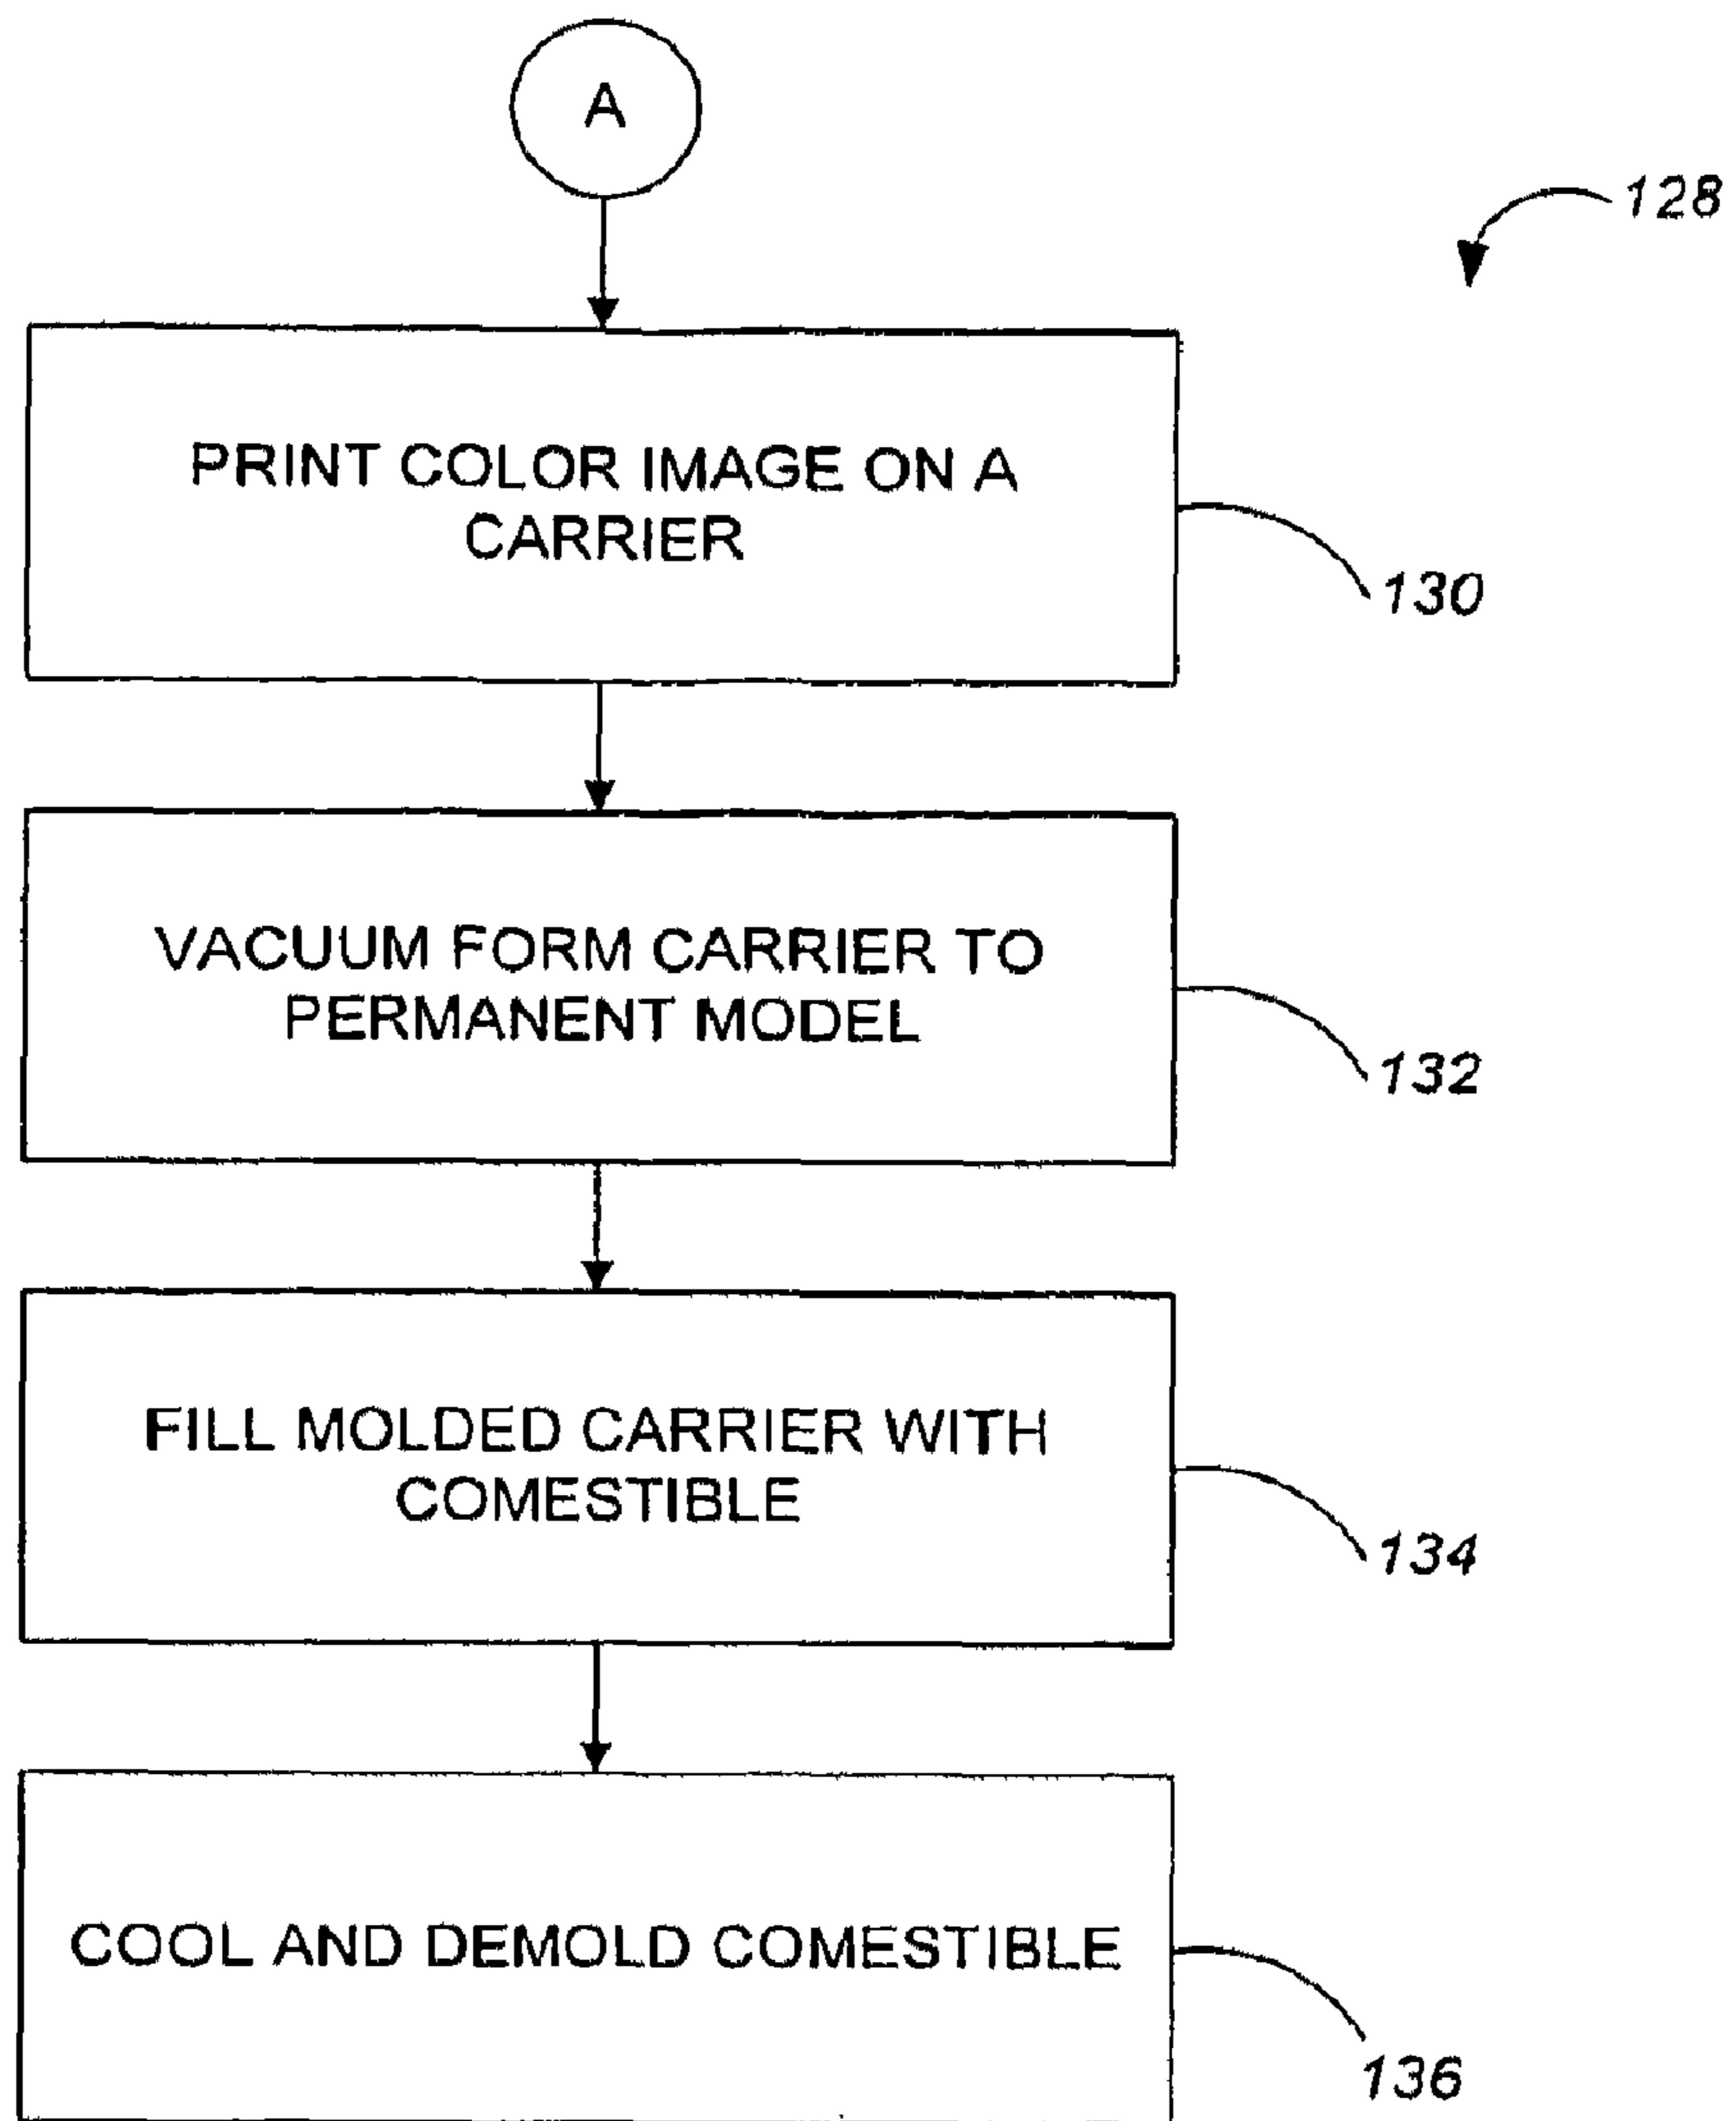 A
128
PRINT COLOR IMAGE ON A
CARRIER
130
VACUUM FORM CARRIER TO
PERMANENT MODEL
132
FILL MOLDED CARRIER WITH
COMESTIBLE
134
COOL AND DEMOLD COMESTIBLE
136